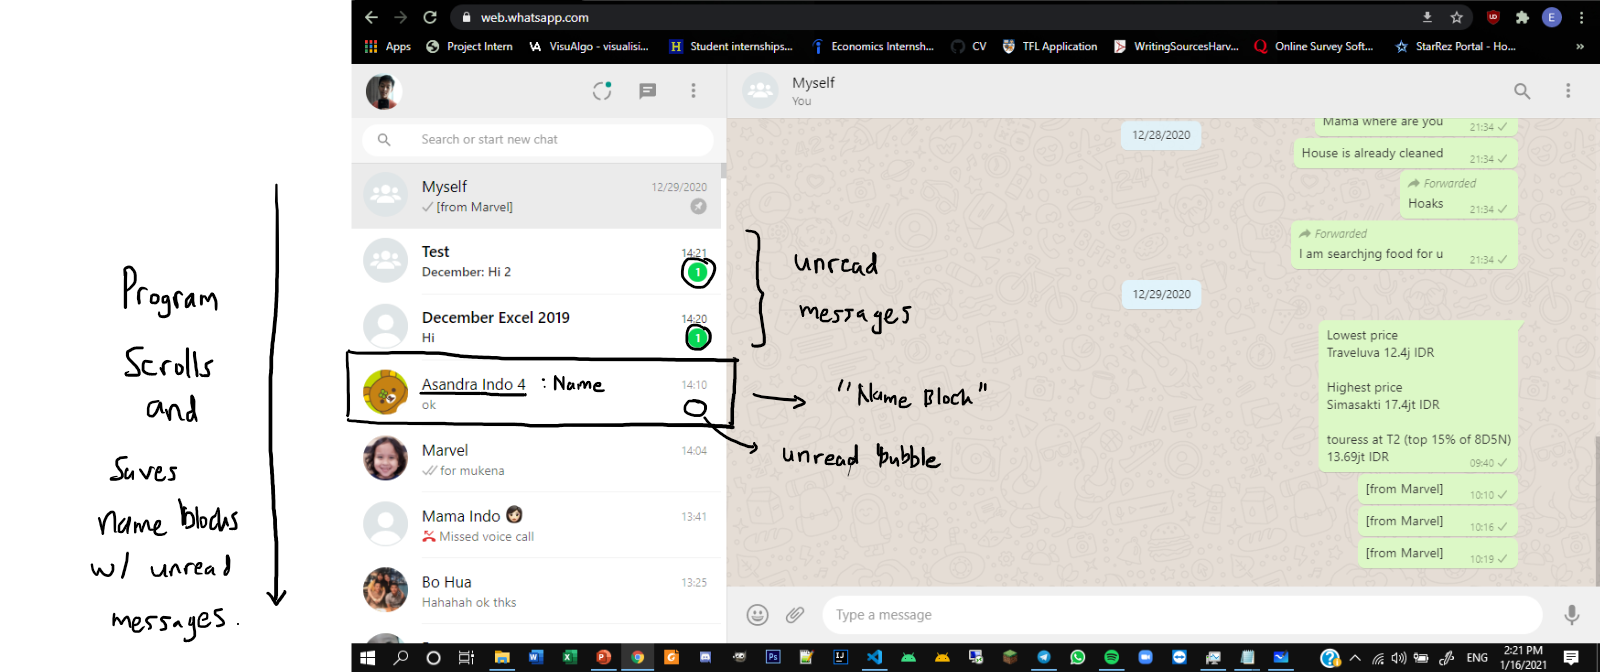 Program
Scrolls
and
Saves
Name blocks
w/ unread
messages.
web.whatsapp.com
E
Apps
Project Intern
VisuAlgo - visualisi...
Student internships...
Economics Internsh...
CV
TFL Application
WritingSourcesHarv...
Online Survey Soft...
StarRez Portal - Ho...
»
Search or start new chat
Myself
12/29/2020
[from Marvel]
Test
14:21
December: Hi 2
1
December Excel 2019
14:20
Hi
1
Asandra Indo 4
: Name
14:10
ok
Marvel
14:04
for mukena
Mama Indo
13:41
Missed voice call
Bo Hua
13:25
Hahahah ok thks
unread
messages
"Name Block"
unread bubble
Myself
You
12/28/2020
Mama where are you
21:34
House is already cleaned
21:34
Forwarded
Hoaks
21:34
Forwarded
I am searchjng food for u
21:34
12/29/2020
Lowest price
Traveluva 12.4j IDR
Highest price
Simasakti 17.4jt IDR
touress at T2 (top 15% of 8D5N)
13.69jt IDR
09:40
[from Marvel]
10:10
[from Marvel]
10:16
[from Marvel]
10:19
Type a message
ENG
2:21 PM
1/16/2021